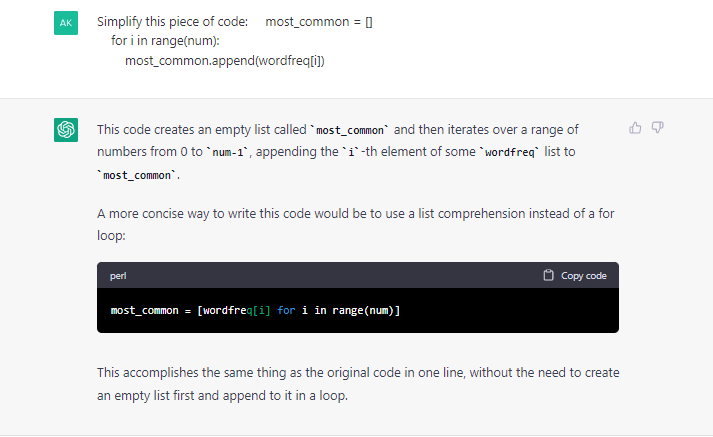 AK
Simplify this piece of code: most_common = []
for i in range(num):
most_common.append(wordfreq[i])
This code creates an empty list called `most_common` and then iterates over a range of
numbers from 0 to `num-1`, appending the `i`-th element of some `wordfreq` list to
`most_common`.
A more concise way to write this code would be to use a list comprehension instead of a for
loop:
perl
Copy code
most_common = [wordfreq[i] for i in range(num)]
This accomplishes the same thing as the original code in one line, without the need to create
an empty list first and append to it in a loop.